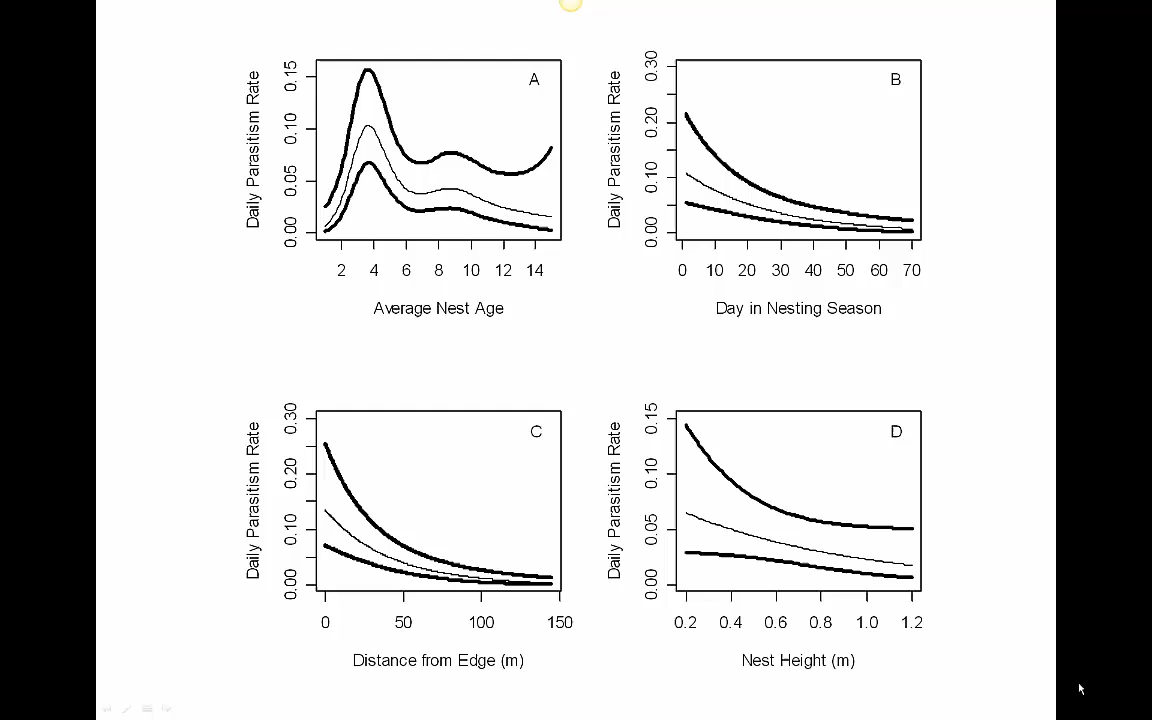 A
Daily Parasitism Rate
0.15
0.10
0.05
0.00
2 4 6 8 10 12 14
Average Nest Age
B
Daily Parasitism Rate
0.30
0.20
0.10
0.00
0 10 20 30 40 50 60 70
Day in Nesting Season
C
Daily Parasitism Rate
0.30
0.20
0.10
0.00
0 50 100 150
Distance from Edge (m)
D
Daily Parasitism Rate
0.15
0.10
0.05
0.00
0.2 0.4 0.6 0.8 1.0 1.2
Nest Height (m)